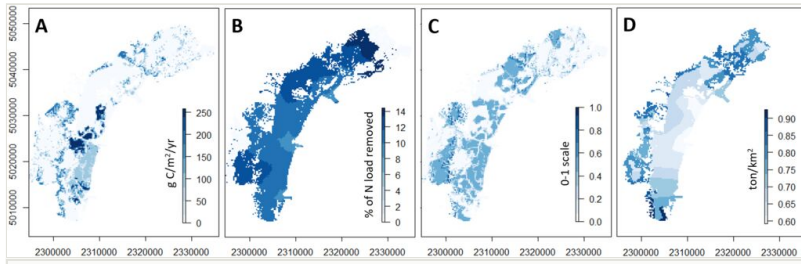 A
B
C
D
5050000
5040000
5030000
5020000
5010000
g C/m²/yr
250
200
150
100
50
0
% of N load removed
14
12
10
8
6
4
2
0
0-1 scale
1.0
0.8
0.6
0.4
0.2
0.0
ton/km²
0.90
0.85
0.80
0.75
0.70
0.65
0.60
2300000 2310000 2320000 2330000
2300000 2310000 2320000 2330000
2300000 2310000 2320000 2330000
2300000 2310000 2320000 2330000